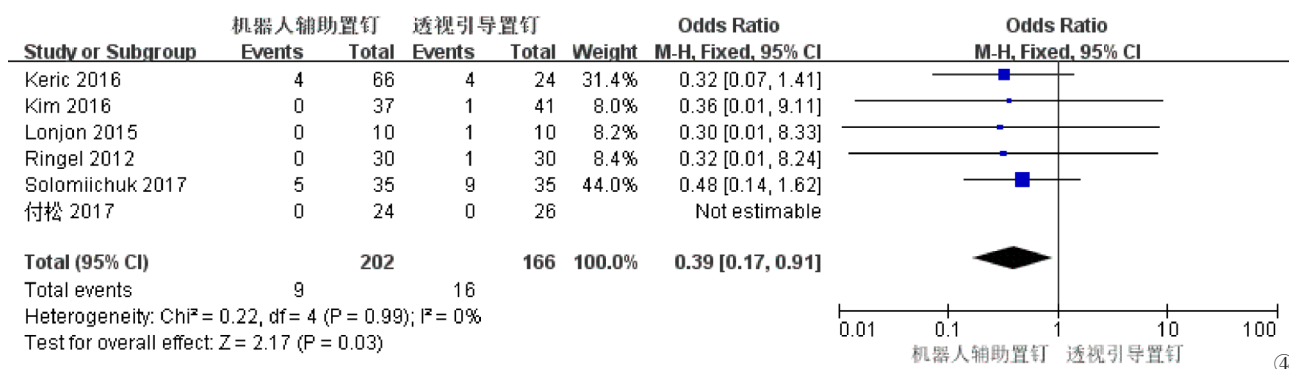 机器人辅助置钉 透视引导置钉 Odds Ratio Odds Ratio
Study or Subgroup Events Total Events Total Weight M-H, Fixed, 95% CI M-H, Fixed, 95% CI
Keric 2016 4 66 4 24 31.4% 0.32 [0.07, 1.41]
Kim 2016 0 37 1 41 8.0% 0.36 [0.01, 9.11]
Lonjon 2015 0 10 1 10 8.2% 0.30 [0.01, 8.33]
Ringel 2012 0 30 1 30 8.4% 0.32 [0.01, 8.24]
Solomiichuk 2017 5 35 9 35 44.0% 0.48 [0.14, 1.62]
付松 2017 0 24 0 26 Not estimable
Total (95% CI) 202 166 100.0% 0.39 [0.17, 0.91]
Total events 9 16
Heterogeneity: Chi² = 0.22, df = 4 (P = 0.99); I² = 0%
Test for overall effect: Z = 2.17 (P = 0.03)
0.01 0.1 1 10 100
机器人辅助置钉 透视引导置钉
④